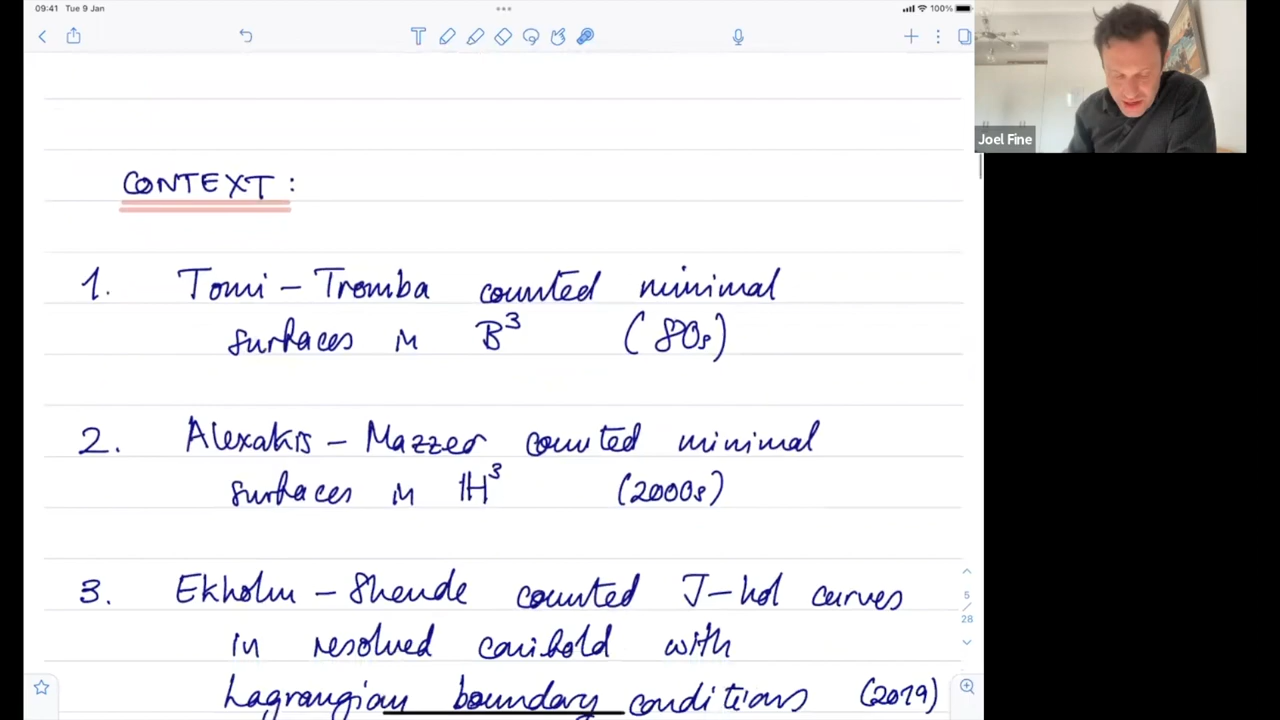 09:41 Tue 9 Jan
100%
Joel Fine
CONTEXT:
1. Tomi - Tromba counted minimal
surfaces in B³ (80s)
2. Alexakis - Mazzeo counted minimal
surfaces in H³ (2000s)
3. Ekholm - Shende counted J-hol curves
in resolved conifold with
Lagrangian boundary conditions (2019)
5
/
28